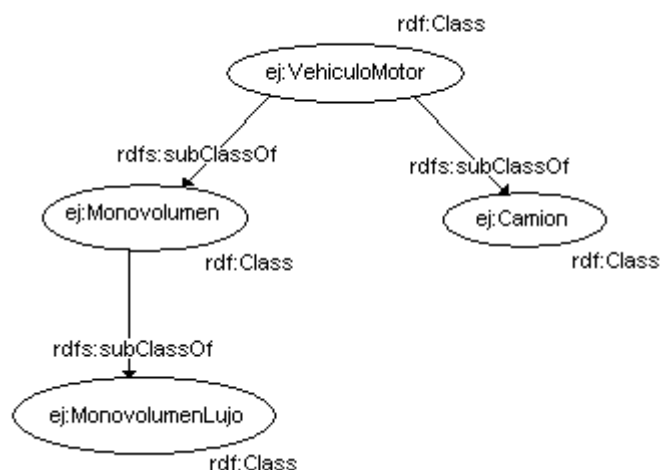 rdf:Class
ej:VehiculoMotor
rdfs:subClassOf
rdfs:subClassOf
ej:Monovolumen
ej:Camion
rdf:Class
rdf:Class
rdfs:subClassOf
ej:MonovolumenLujo
rdf:Class